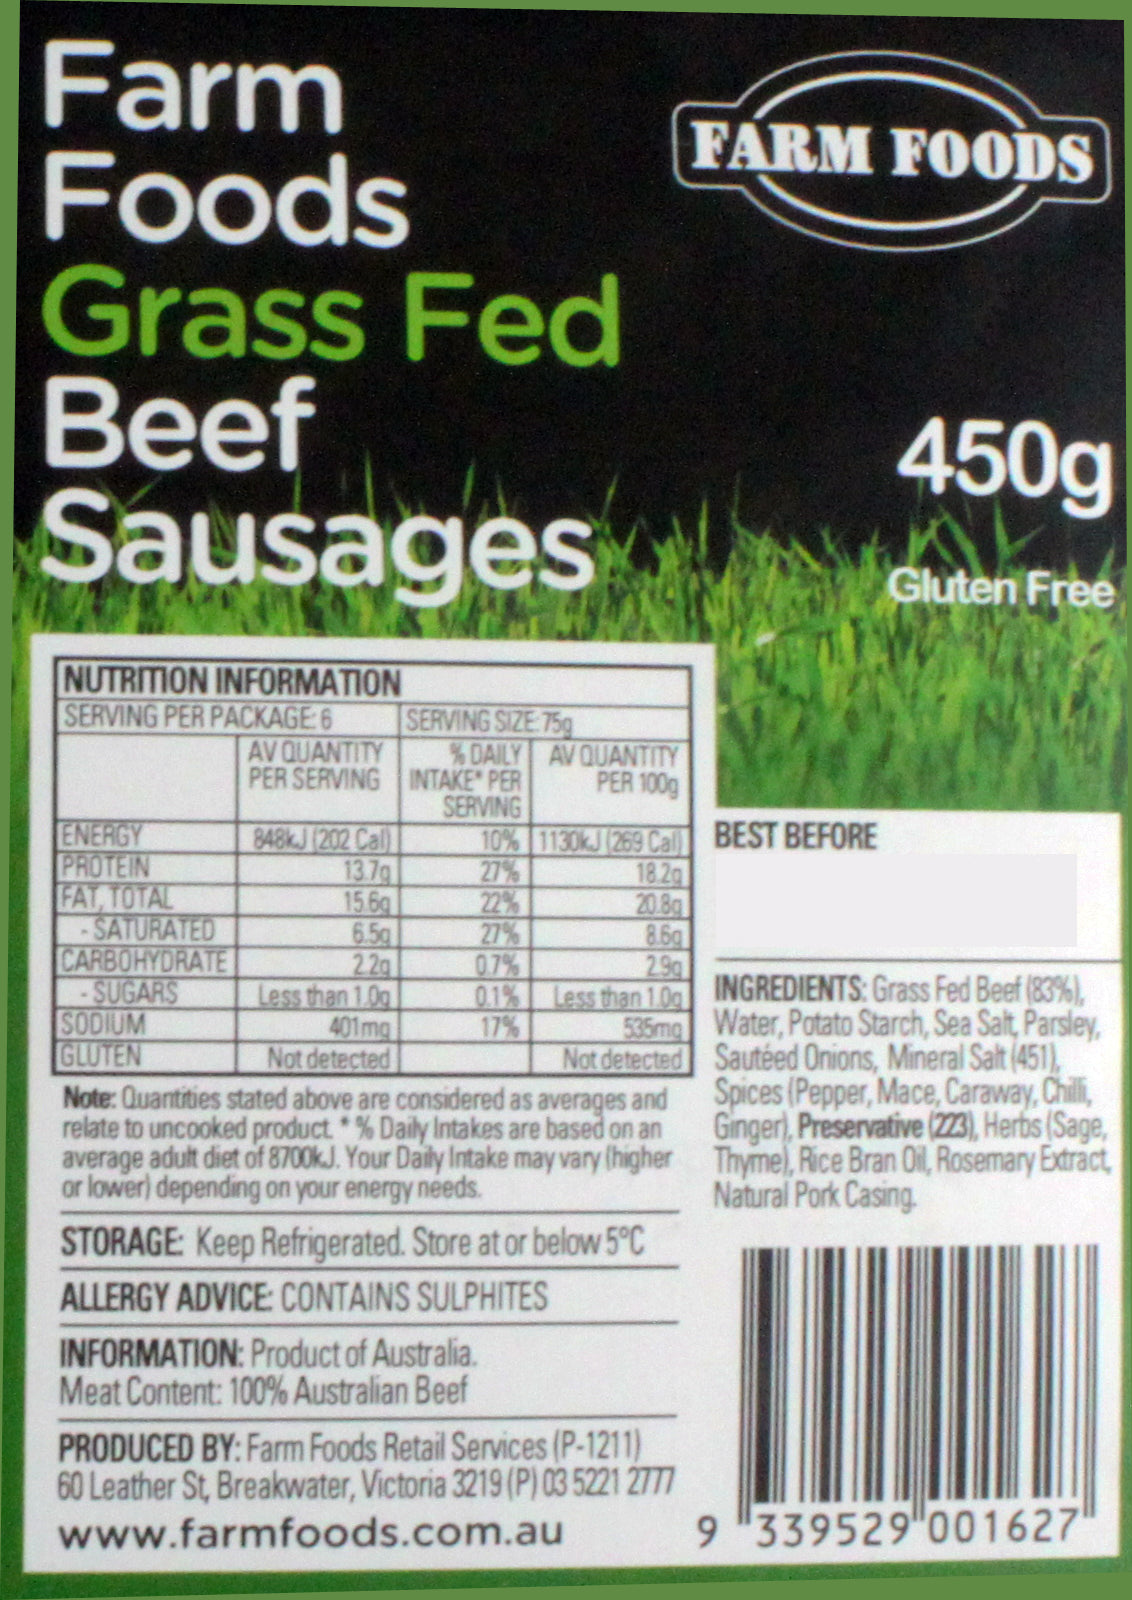 Farm
Foods
Grass Fed
Beef
Sausages
FARM FOODS
450g
Gluten Free
NUTRITION INFORMATION
SERVING PER PACKAGE: 6 SERVING SIZE: 75g
AV QUANTITY PER SERVING % DAILY INTAKE* PER SERVING AV QUANTITY PER 100g
ENERGY 848kJ (202 Cal) 10% 1130kJ (269 Cal)
PROTEIN 13.7g 27% 18.2g
FAT, TOTAL 15.6g 22% 20.8g
- SATURATED 6.5g 27% 8.6g
CARBOHYDRATE 2.2g 0.7% 2.9g
- SUGARS Less than 1.0g 0.1% Less than 1.0g
SODIUM 401mg 17% 535mg
GLUTEN Not detected Not detected
Note: Quantities stated above are considered as averages and
relate to uncooked product. * % Daily Intakes are based on an
average adult diet of 8700kJ. Your Daily Intake may vary (higher
or lower) depending on your energy needs.
STORAGE: Keep Refrigerated. Store at or below 5°C
ALLERGY ADVICE: CONTAINS SULPHITES
INFORMATION: Product of Australia.
Meat Content: 100% Australian Beef
PRODUCED BY: Farm Foods Retail Services (P-1211)
60 Leather St, Breakwater, Victoria 3219 (P) 03 5221 2777
www.farmfoods.com.au
BEST BEFORE
INGREDIENTS: Grass Fed Beef (83%),
Water, Potato Starch, Sea Salt, Parsley,
Sautéed Onions, Mineral Salt (451),
Spices (Pepper, Mace, Caraway, Chilli,
Ginger), Preservative (223), Herbs (Sage,
Thyme), Rice Bran Oil, Rosemary Extract,
Natural Pork Casing.
9 339529 001627